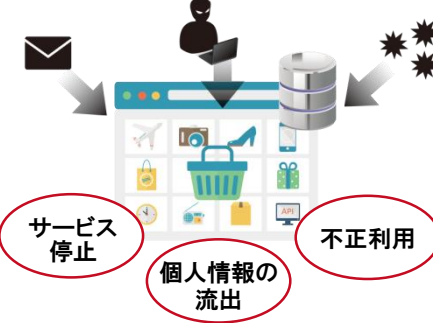 API
サービス
停止
個人情報の
流出
不正利用